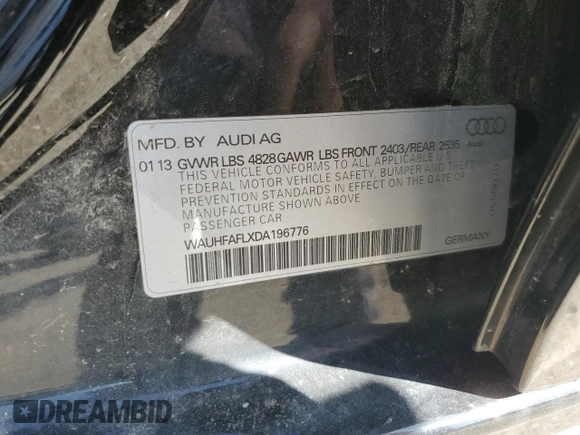 MFD. BY AUDI AG
01 13 GVWR LBS 4828 GAWR LBS FRONT 2403/REAR 2535
Audi
THIS VEHICLE CONFORMS TO ALL APPLICABLE U.S.
FEDERAL MOTOR VEHICLE SAFETY, BUMPER AND THEFT
PREVENTION STANDARDS IN EFFECT ON THE DATE OF
MANUFACTURE SHOWN ABOVE
PASSENGER CAR
WAUHFAFLXDA196776
GERMANY
DREAMBID